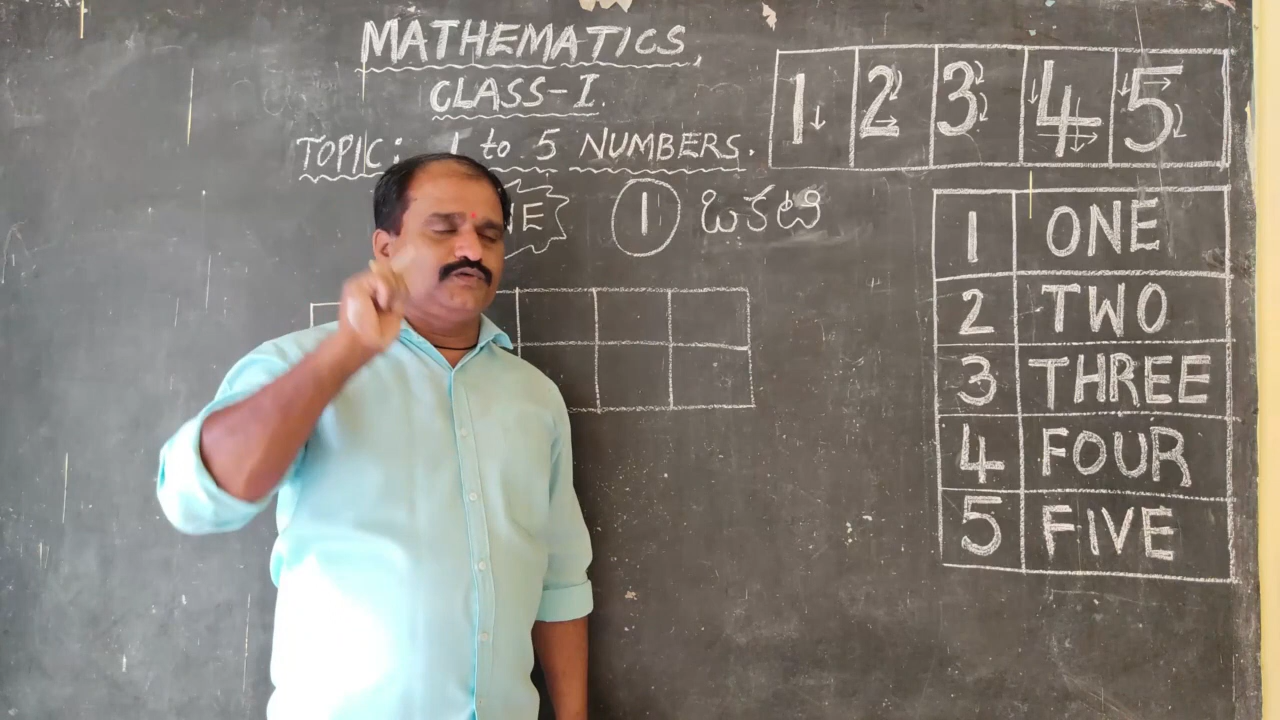 MATHEMATICS
CLASS-I.
TOPIC: 1 to 5 NUMBERS.
1 2 3 4 5
1 ఒకటి
1 ONE
2 TWO
3 THREE
4 FOUR
5 FIVE